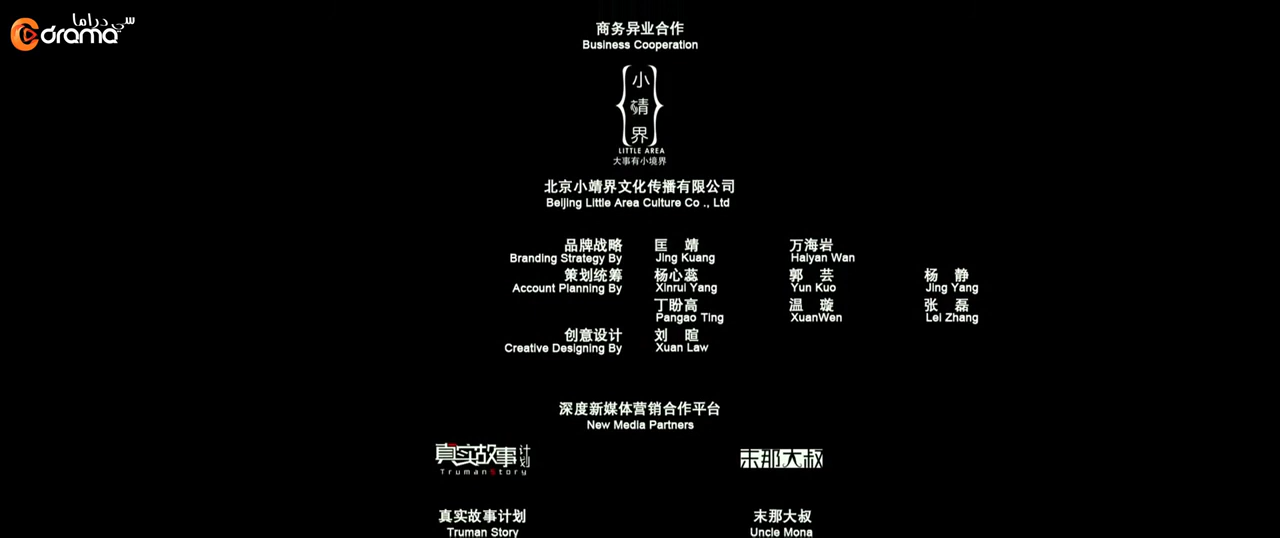 سي دراما
Cdrama
商务异业合作
Business Cooperation
小
靖
界
LITTLE AREA
大事有小境界
北京小靖界文化传播有限公司
Beijing Little Area Culture Co ., Ltd
品牌战略 匡 靖 万海岩
Branding Strategy By Jing Kuang Haiyan Wan
策划统筹 杨心蕊 郭 芸 杨 静
Account Planning By Xinrui Yang Yun Kuo Jing Yang
丁盼高 温 璇 张 磊
Pangao Ting XuanWen Lei Zhang
创意设计 刘 暄
Creative Designing By Xuan Law
深度新媒体营销合作平台
New Media Partners
真实故事计划 末那大叔
Truman Story
真实故事计划 末那大叔
Truman Story Uncle Mona